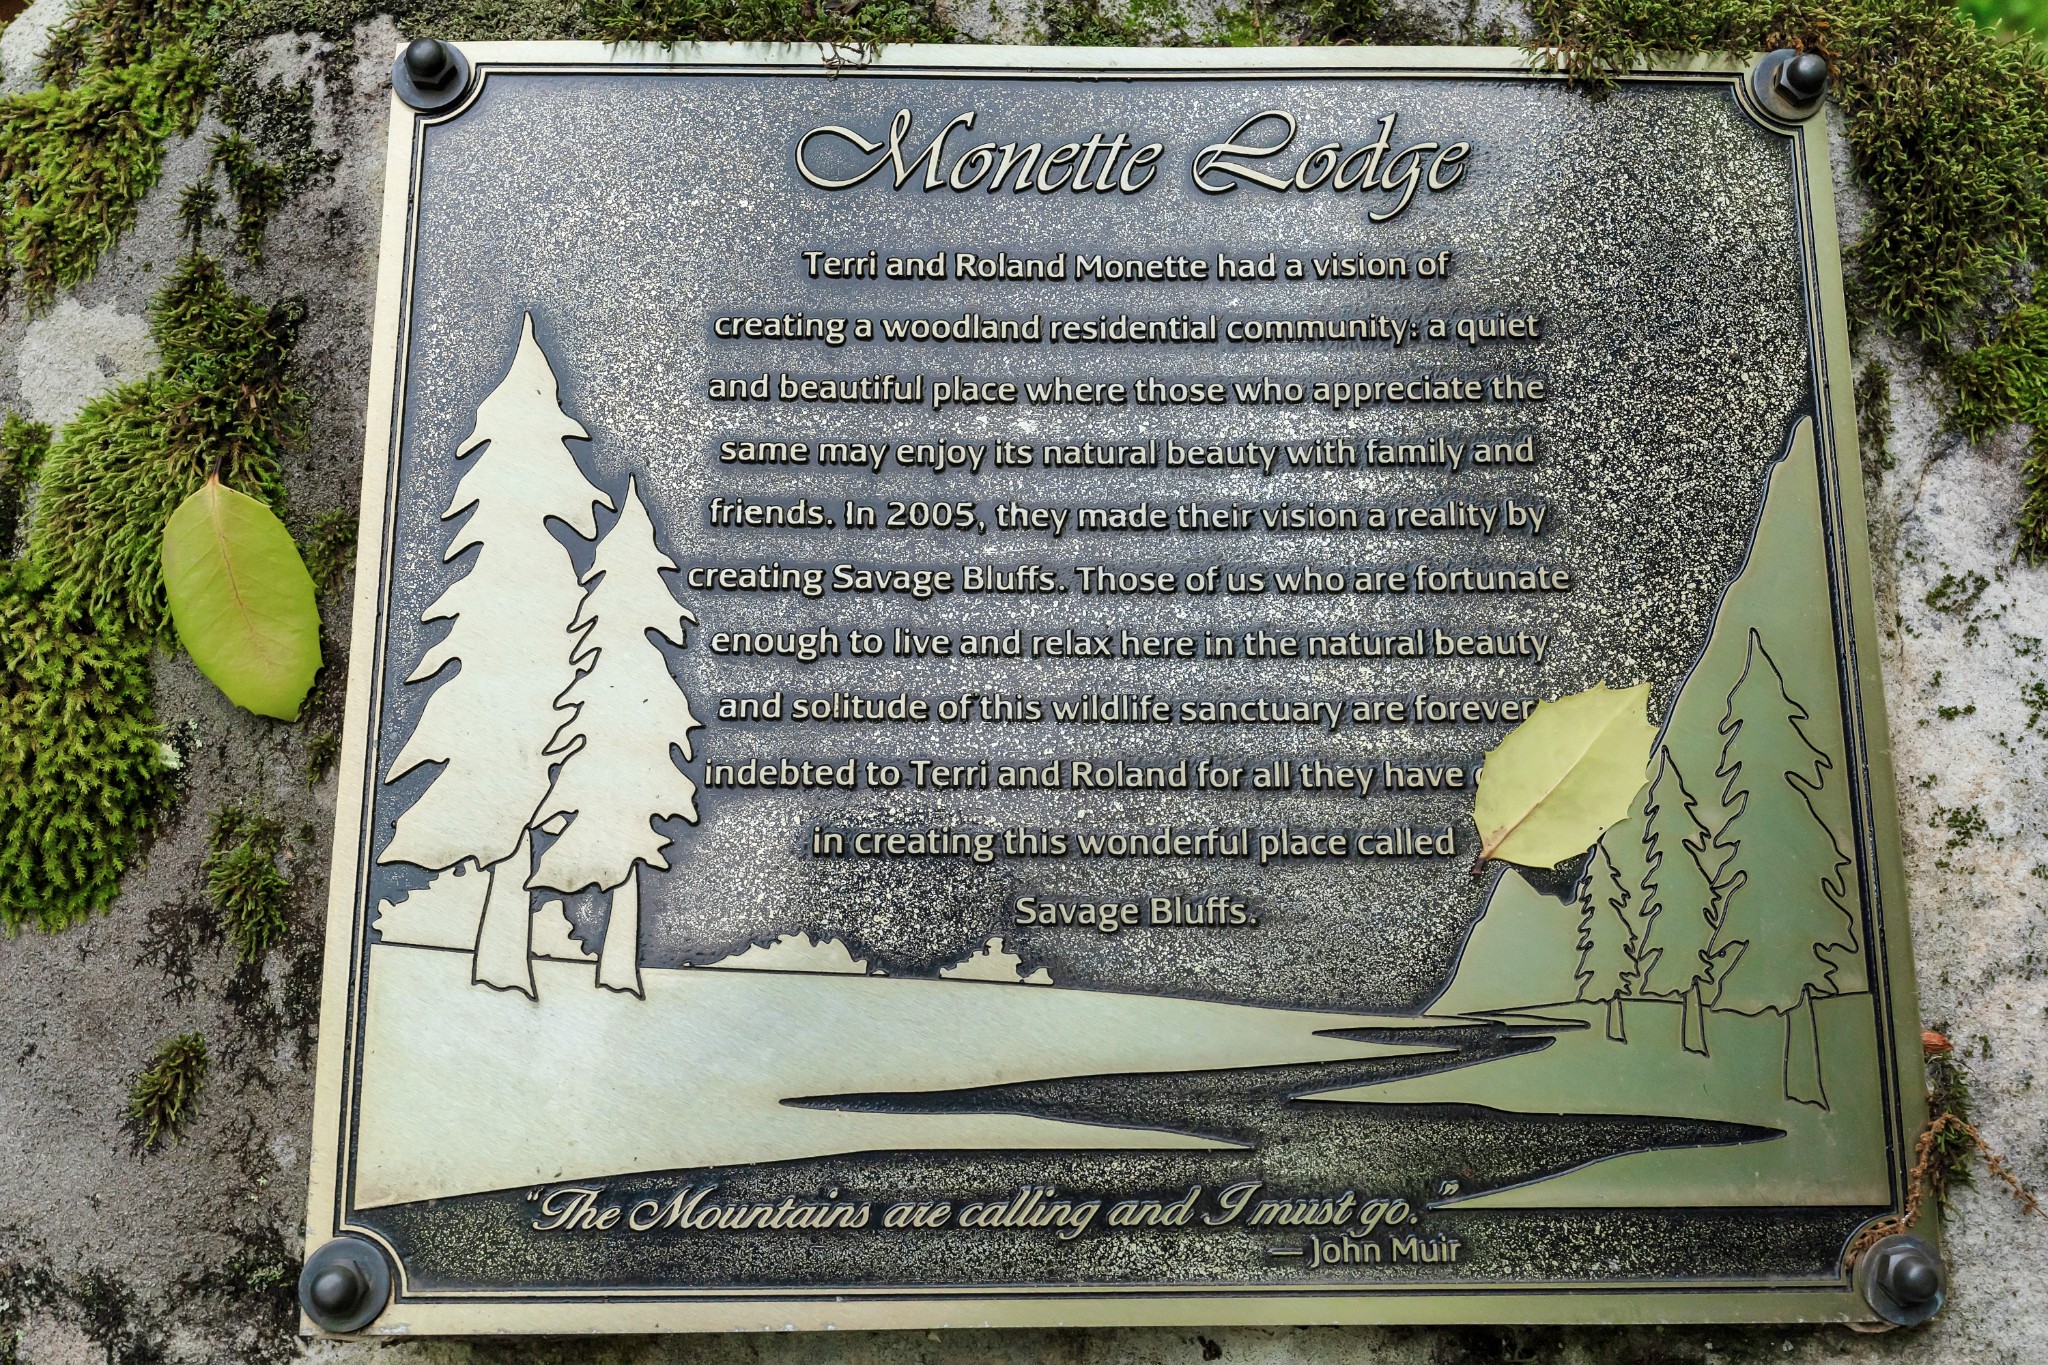 Monette Lodge
Terri and Roland Monette had a vision of
creating a woodland residential community: a quiet
and beautiful place where those who appreciate the
same may enjoy its natural beauty with family and
friends. In 2005, they made their vision a reality by
creating Savage Bluffs. Those of us who are fortunate
enough to live and relax here in the natural beauty
and solitude of this wildlife sanctuary are forever
indebted to Terri and Roland for all they have
in creating this wonderful place called
Savage Bluffs.
“The Mountains are calling and I must go.”
— John Muir